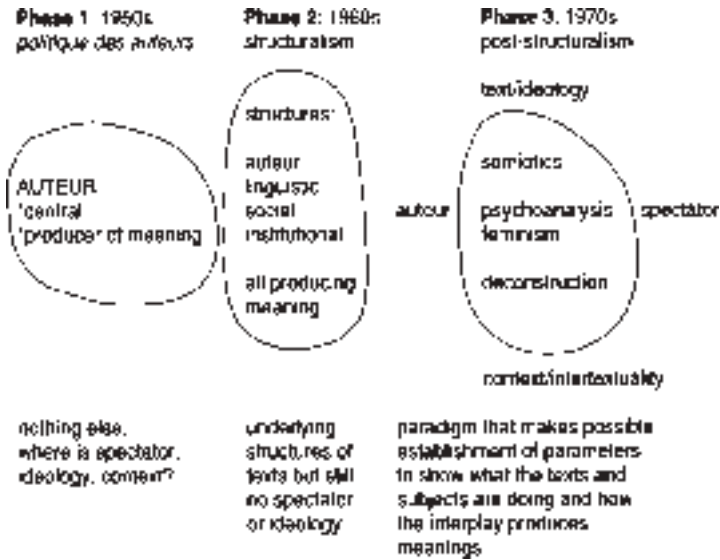 Phase 1: 1950s
politique des auteurs
AUTEUR
*central
*producer of meaning
nothing else,
where is spectator,
ideology, context?
Phase 2: 1960s
structuralism
structures:
auteur
linguistic
social
institutional
all producing
meaning
underlying
structures of
texts but still
no spectator
or ideology
Phase 3: 1970s
post-structuralism
text/ideology
semiotics
auteur
psychoanalysis
spectator
feminism
deconstruction
context/intertextuality
paradigm that makes possible
establishment of parameters
to show what the texts and
subjects are doing and how
the interplay produces
meanings